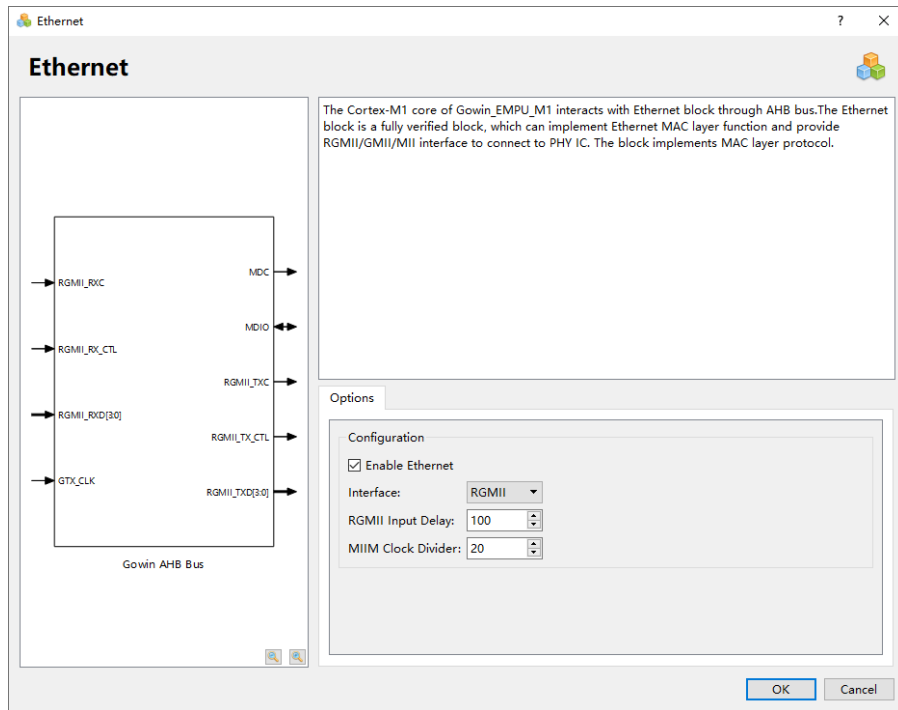 Ethernet
?
Ethernet
The Cortex-M1 core of Gowin_EMPU_M1 interacts with Ethernet block through AHB bus.The Ethernet
block is a fully verified block, which can implement Ethernet MAC layer function and provide
RGMII/GMII/MII interface to connect to PHY IC. The block implements MAC layer protocol.
RGMII_RXC
RGMII_RX_CTL
RGMII_RXD[3:0]
GTX_CLK
MDC
MDIO
RGMII_TXC
RGMII_TX_CTL
RGMII_TXD[3:0]
Gowin AHB Bus
Options
Configuration
Enable Ethernet
Interface: RGMII
RGMII Input Delay: 100
MIIM Clock Divider: 20
OK Cancel